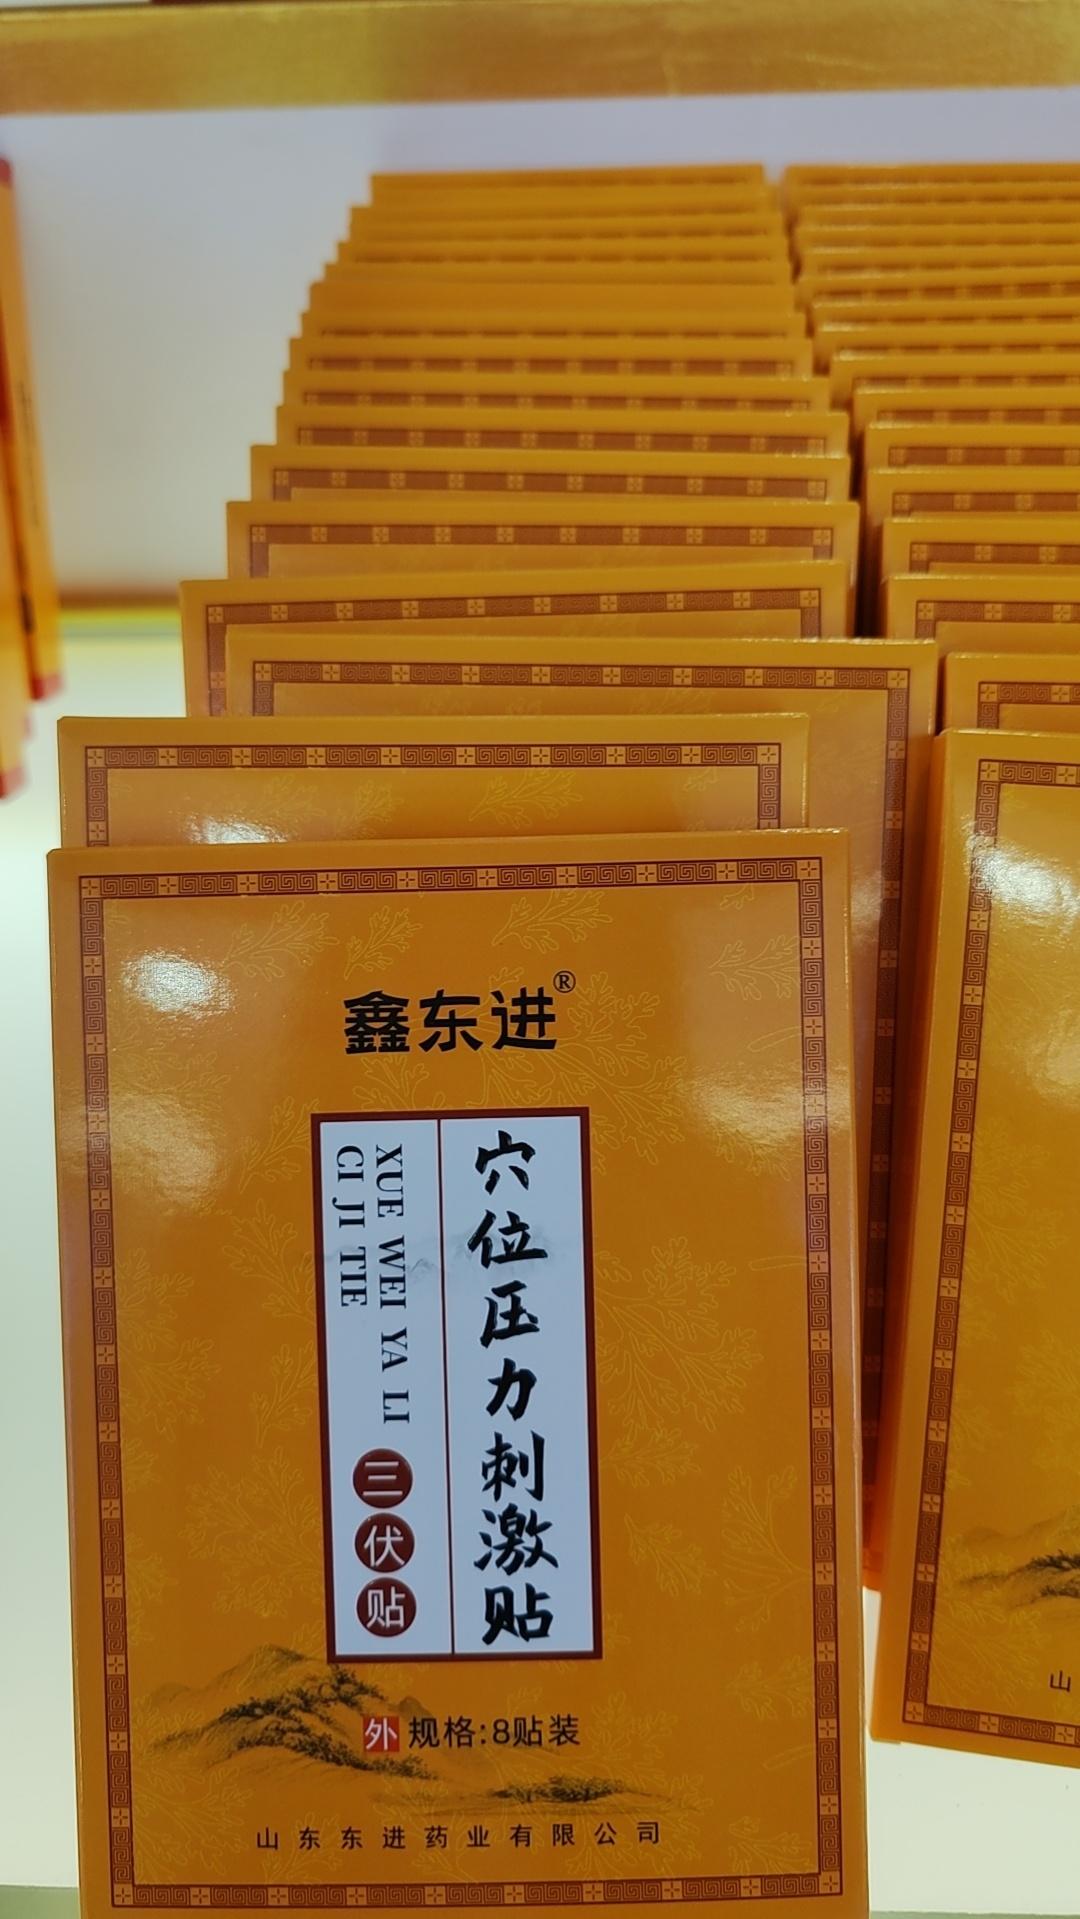 鑫东进®
穴位压力刺激贴
XUE WEI YA LI
CI JI TIE
三伏贴
外 规格:8贴装
山东东进药业有限公司
山